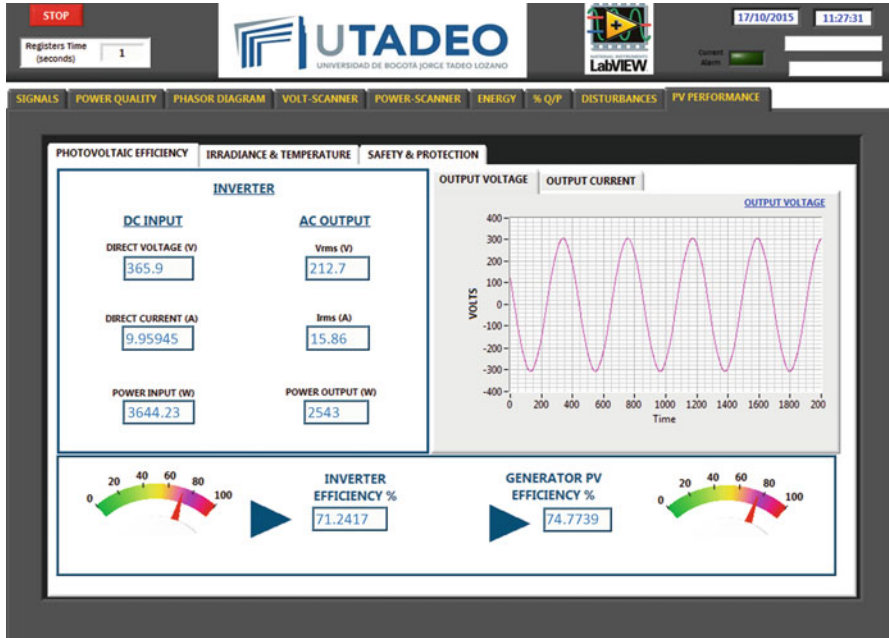 STOP
Registers Time
(seconds)
1
UTADEO
UNIVERSIDAD DE BOGOTÁ JORGE TADEO LOZANO
NATIONAL INSTRUMENTS
LabVIEW
17/10/2015 11:27:31
Current
Alarm
SIGNALS POWER QUALITY PHASOR DIAGRAM VOLT-SCANNER POWER-SCANNER ENERGY % Q/P DISTURBANCES PV PERFORMANCE
PHOTOVOLTAIC EFFICIENCY IRRADIANCE & TEMPERATURE SAFETY & PROTECTION
INVERTER
DC INPUT AC OUTPUT
DIRECT VOLTAGE (V) Vrms (V)
365.9 212.7
DIRECT CURRENT (A) Irms (A)
9.95945 15.86
POWER INPUT (W) POWER OUTPUT (W)
3644.23 2543
OUTPUT VOLTAGE OUTPUT CURRENT
OUTPUT VOLTAGE
VOLTS
400
300
200
100
0
-100
-200
-300
-400
0 200 400 600 800 1000 1200 1400 1600 1800 200
Time
0 20 40 60 80 100
INVERTER
EFFICIENCY %
71.2417
GENERATOR PV
EFFICIENCY %
74.7739
0 20 40 60 80 100